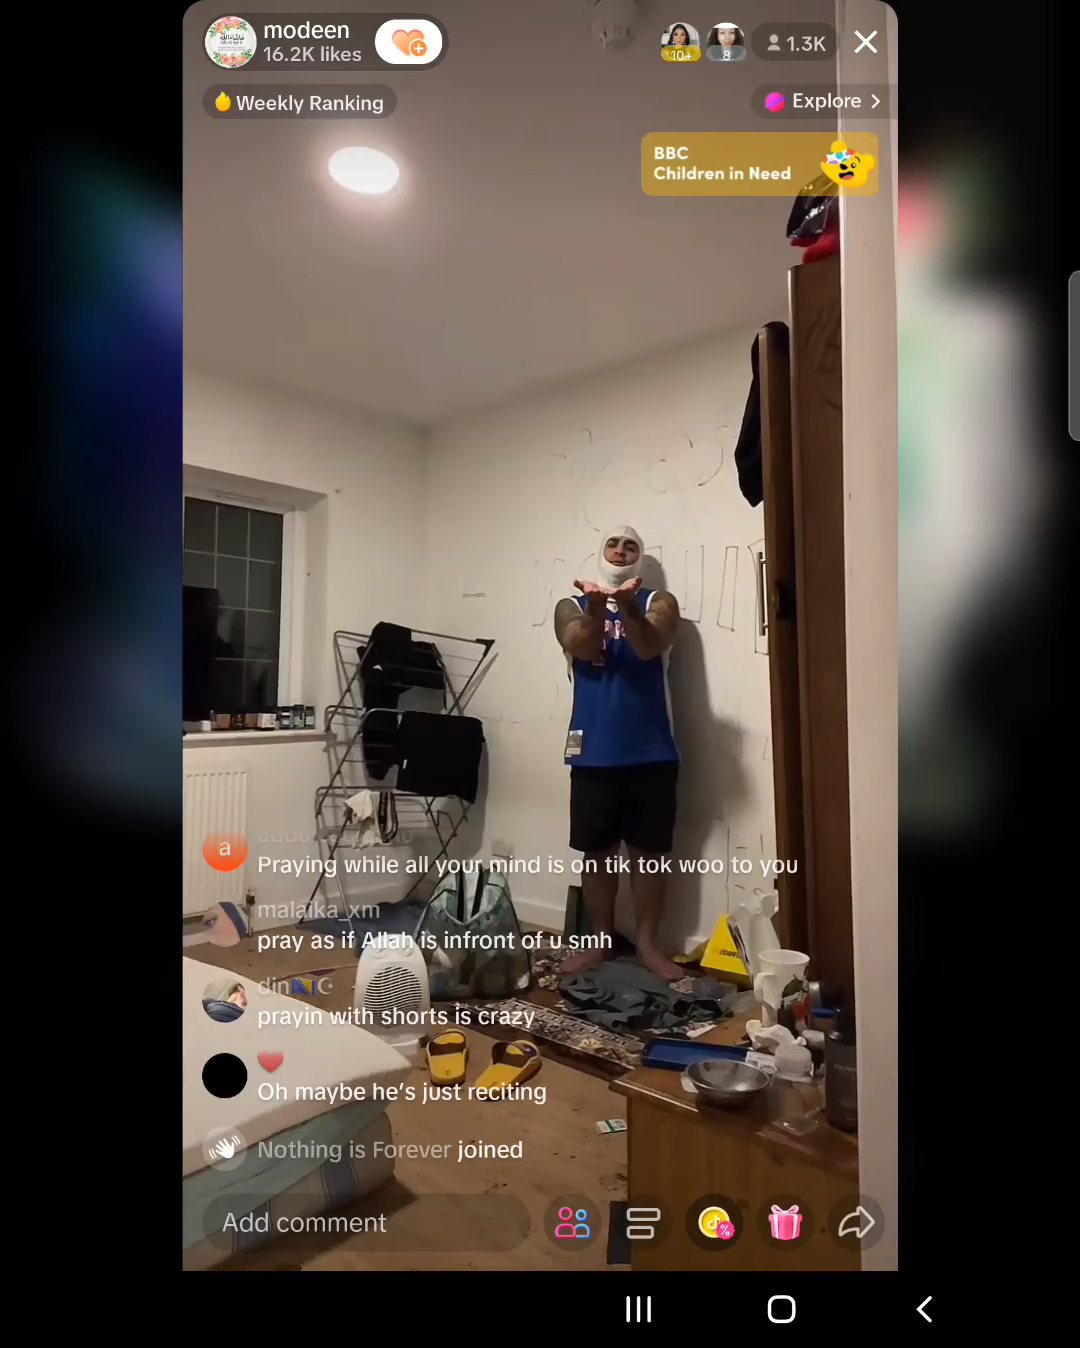 modeen
16.2K likes
10+
8
1.3K
Weekly Ranking
Explore
BBC
Children in Need
Praying while all your mind is on tik tok woo to you
malaika_xm
pray as if Allah is infront of u smh
din🇧🇦☪
prayin with shorts is crazy
❤️
Oh maybe he's just reciting
Nothing is Forever joined
Add comment